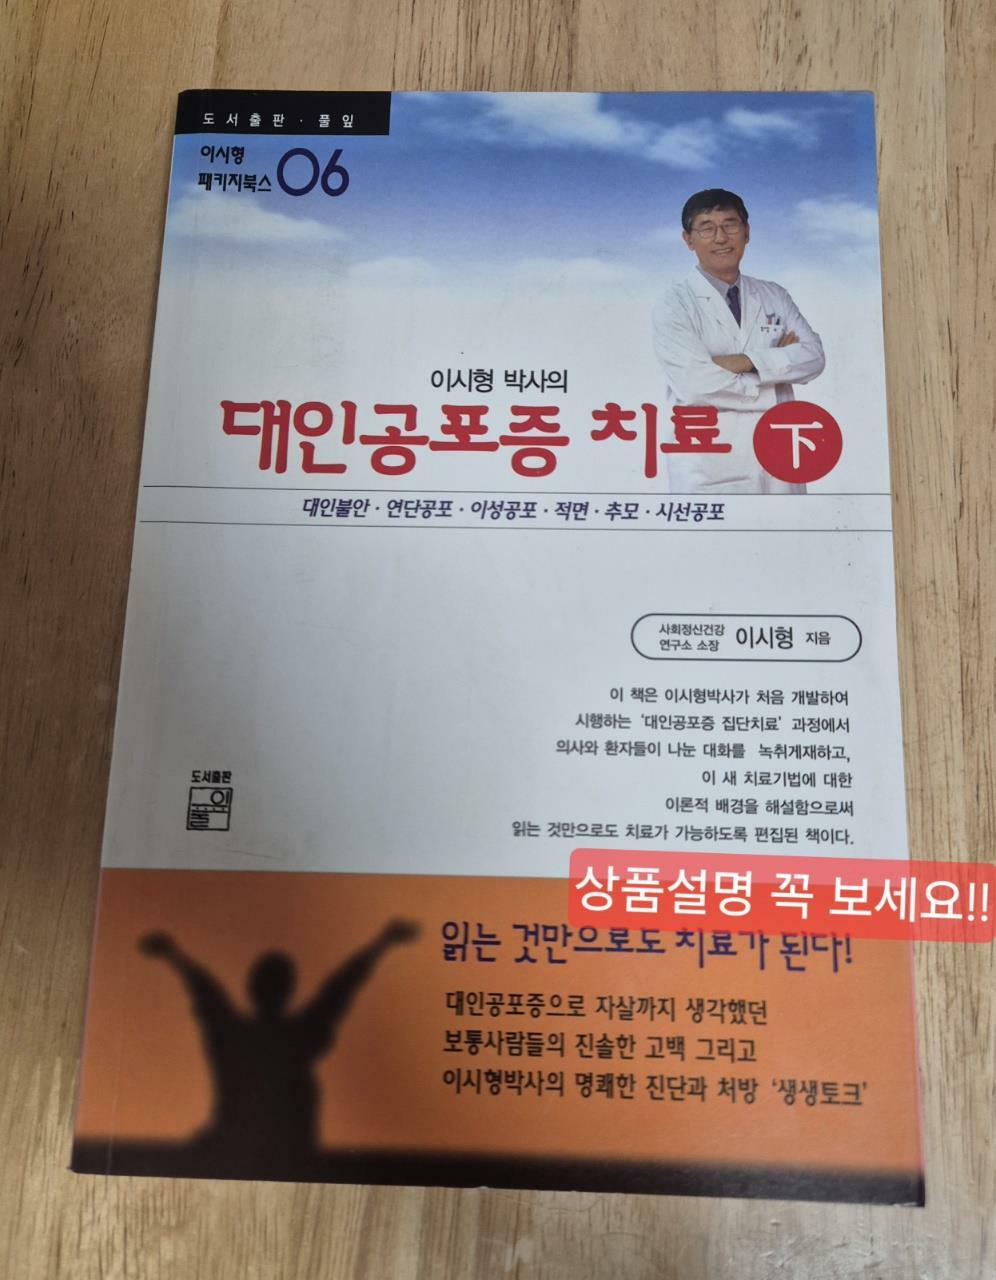 도서출판 · 풀잎
이시형
패키지북스 06
이시형 박사의
대인공포증 치료 下
대인불안 · 연단공포 · 이성공포 · 적면 · 추모 · 시선공포
사회정신건강
연구소 소장 이시형 지음
이 책은 이시형박사가 처음 개발하여
시행하는 ‘대인공포증 집단치료’ 과정에서
의사와 환자들이 나눈 대화를 녹취게재하고,
이 새 치료기법에 대한
이론적 배경을 해설함으로써
읽는 것만으로도 치료가 가능하도록 편집된 책이다.
도서출판
풀잎
상품설명 꼭 보세요!!
읽는 것만으로도 치료가 된다!
대인공포증으로 자살까지 생각했던
보통사람들의 진솔한 고백 그리고
이시형박사의 명쾌한 진단과 처방 ‘생생토크’